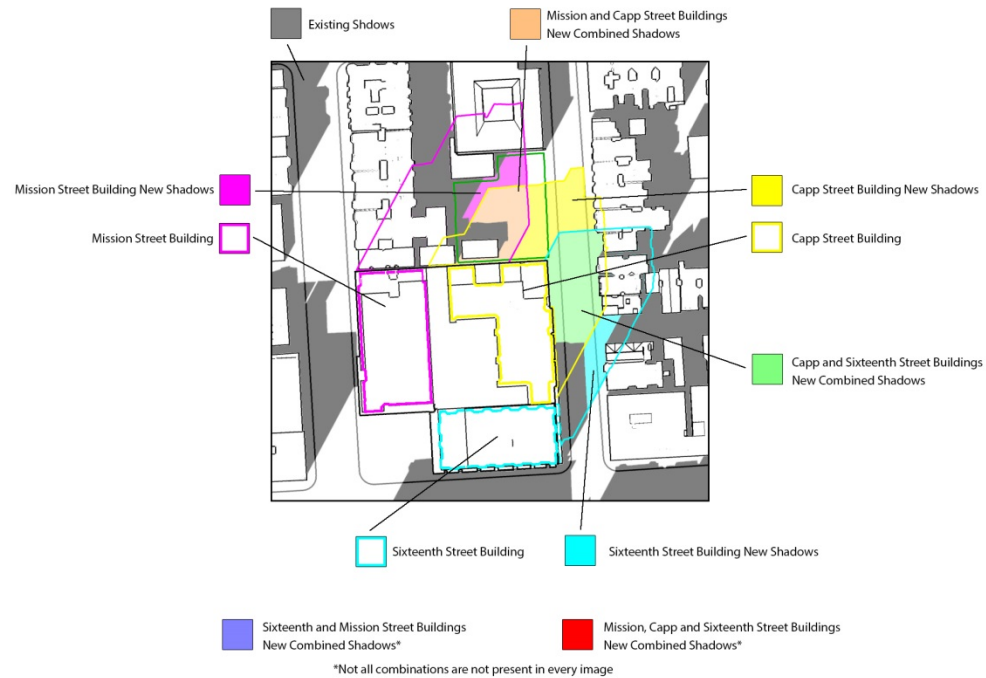 Existing Shdows
Mission and Capp Street Buildings
New Combined Shadows
Mission Street Building New Shadows
Capp Street Building New Shadows
Mission Street Building
Capp Street Building
Capp and Sixteenth Street Buildings
New Combined Shadows
Sixteenth Street Building
Sixteenth Street Building New Shadows
Sixteenth and Mission Street Buildings
New Combined Shadows*
Mission, Capp and Sixteenth Street Buildings
New Combined Shadows*
*Not all combinations are not present in every image